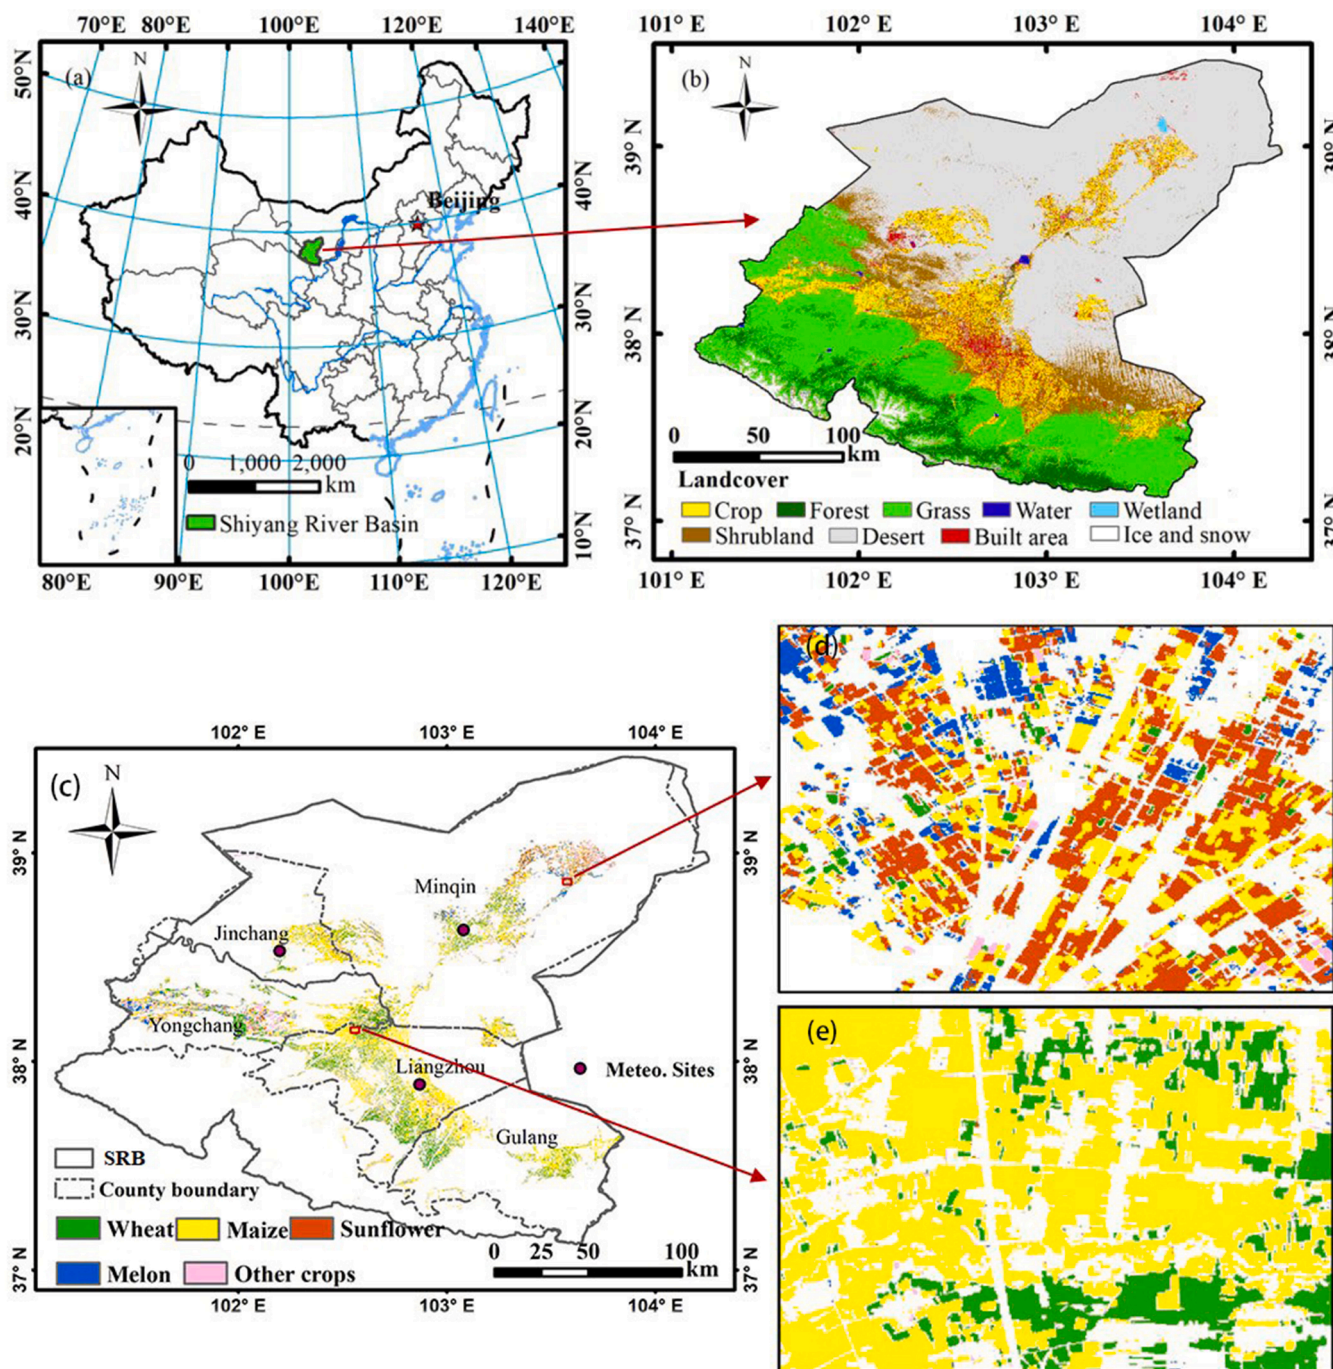 70°E 80°E 100°E 120°E 140°E
(a)
N
50°N
40°N
30°N
20°N
50°N
40°N
30°N
20°N
10°N
Beijing
0 1,000 2,000
km
Shiyang River Basin
80°E 90°E 100°E 110°E 120°E
101° E 102° E 103° E 104° E
(b)
N
39° N
38° N
37° N
39° N
38° N
37° N
0 50 100
km
Landcover
Crop Forest Grass Water Wetland
Shrubland Desert Built area Ice and snow
101° E 102° E 103° E 104° E
102° E 103° E 104° E
(c)
N
39° N
38° N
37° N
39° N
38° N
37° N
Minqin
Jinchang
Yongchang
Liangzhou
Meteo. Sites
Gulang
SRB
County boundary
Wheat Maize Sunflower
Melon Other crops
0 25 50 100
km
102° E 103° E 104° E
(d)
(e)